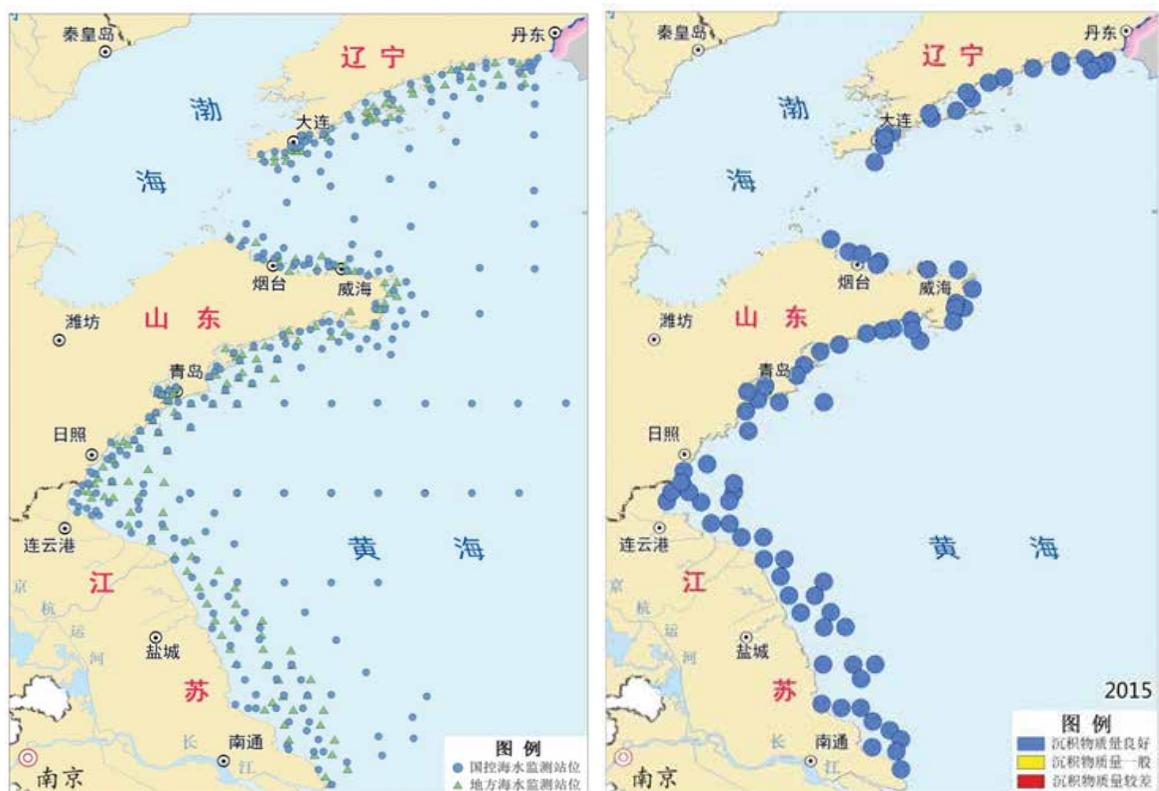 秦皇岛
丹东
辽宁
渤
大连
海
烟台
威海
山东
潍坊
青岛
日照
连云港
黄海
江
京
杭
运
河
盐城
苏
长
江
南通
南京
图例
国控海水监测站位
地方海水监测站位
秦皇岛
丹东
辽宁
渤
大连
海
烟台
威海
山东
潍坊
青岛
日照
连云港
黄海
江
京
杭
运
河
盐城
苏
2015
长
江
南通
南京
图例
沉积物质量良好
沉积物质量一般
沉积物质量较差